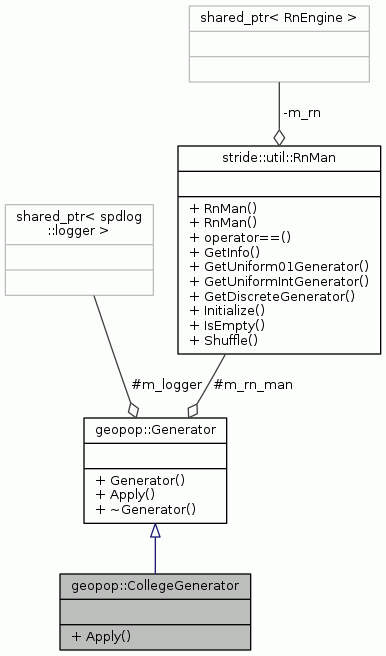 shared_ptr< RnEngine >
-m_rn
stride::util::RnMan
+ RnMan()
+ RnMan()
+ operator==()
+ GetInfo()
+ GetUniform01Generator()
+ GetUniformIntGenerator()
+ GetDiscreteGenerator()
+ Initialize()
+ IsEmpty()
+ Shuffle()
shared_ptr< spdlog
::logger >
#m_logger
#m_rn_man
geopop::Generator
+ Generator()
+ Apply()
+ ~Generator()
geopop::CollegeGenerator
+ Apply()